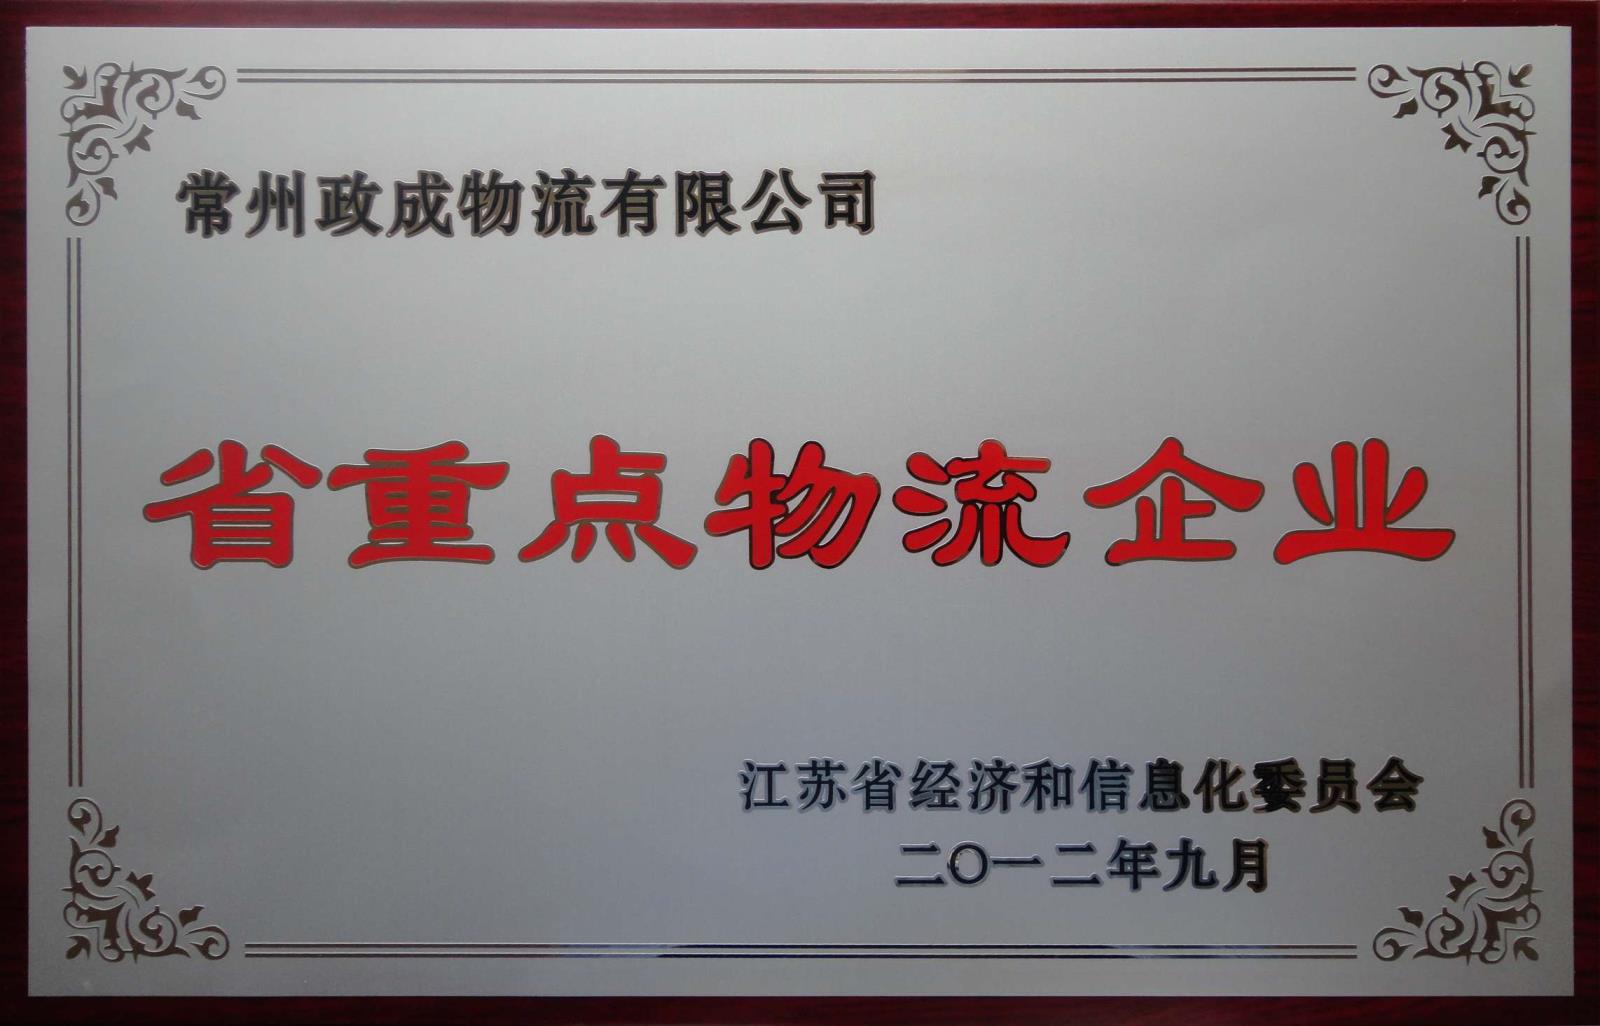 常州政成物流有限公司
省重点物流企业
江苏省经济和信息化委员会
二〇一二年九月